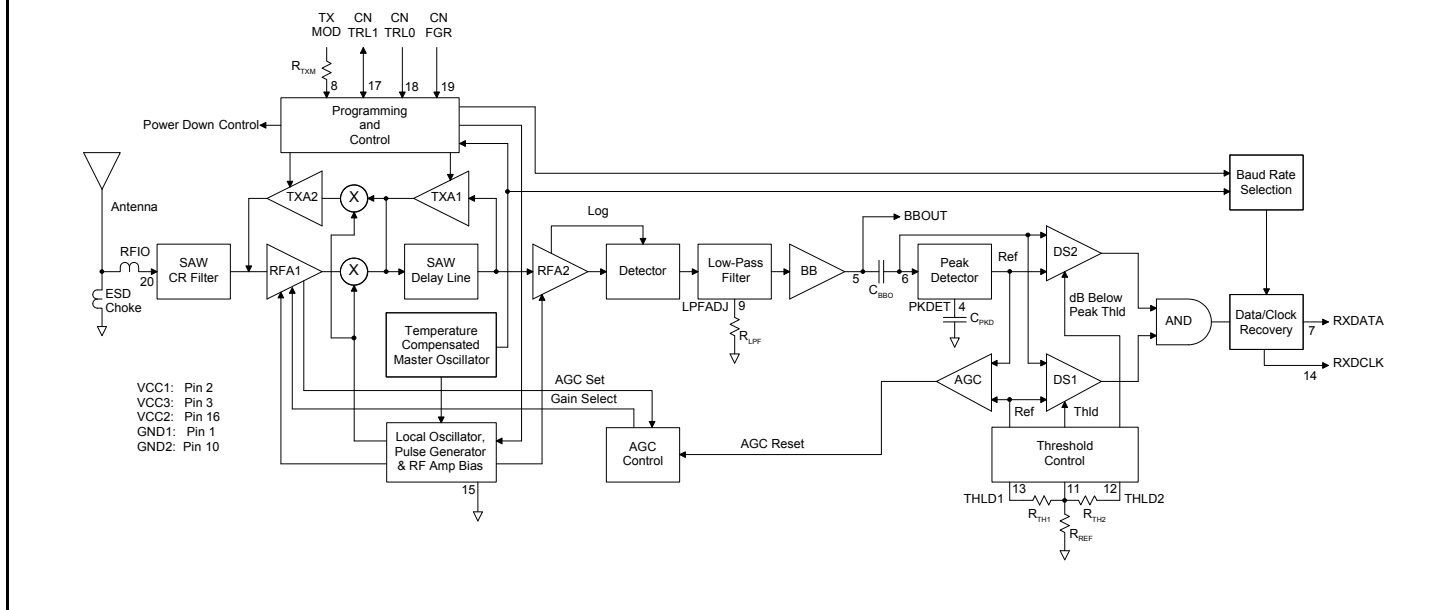 TX
MOD
CN
TRL1
CN
TRL0
CN
FGR
RTXM
8
17
18
19
Programming
and
Control
Power Down Control
Antenna
RFIO
20
ESD
Choke
SAW
CR Filter
TXA2
X
TXA1
RFA1
X
SAW
Delay Line
Log
RFA2
Detector
Low-Pass
Filter
LPFADJ
9
RLPF
BB
BBOUT
5
CBBO
6
Peak
Detector
PKDET
4
CPKD
Ref
DS2
dB Below
Peak Thld
Baud Rate
Selection
AND
Data/Clock
Recovery
7
RXDATA
RXDCLK
14
Temperature
Compensated
Master Oscillator
AGC
DS1
Ref
Thld
VCC1: Pin 2
VCC3: Pin 3
VCC2: Pin 16
GND1: Pin 1
GND2: Pin 10
AGC Set
Gain Select
Local Oscillator,
Pulse Generator
& RF Amp Bias
15
AGC
Control
AGC Reset
Threshold
Control
THLD1
13
11
12
THLD2
RTH1
RTH2
RREF